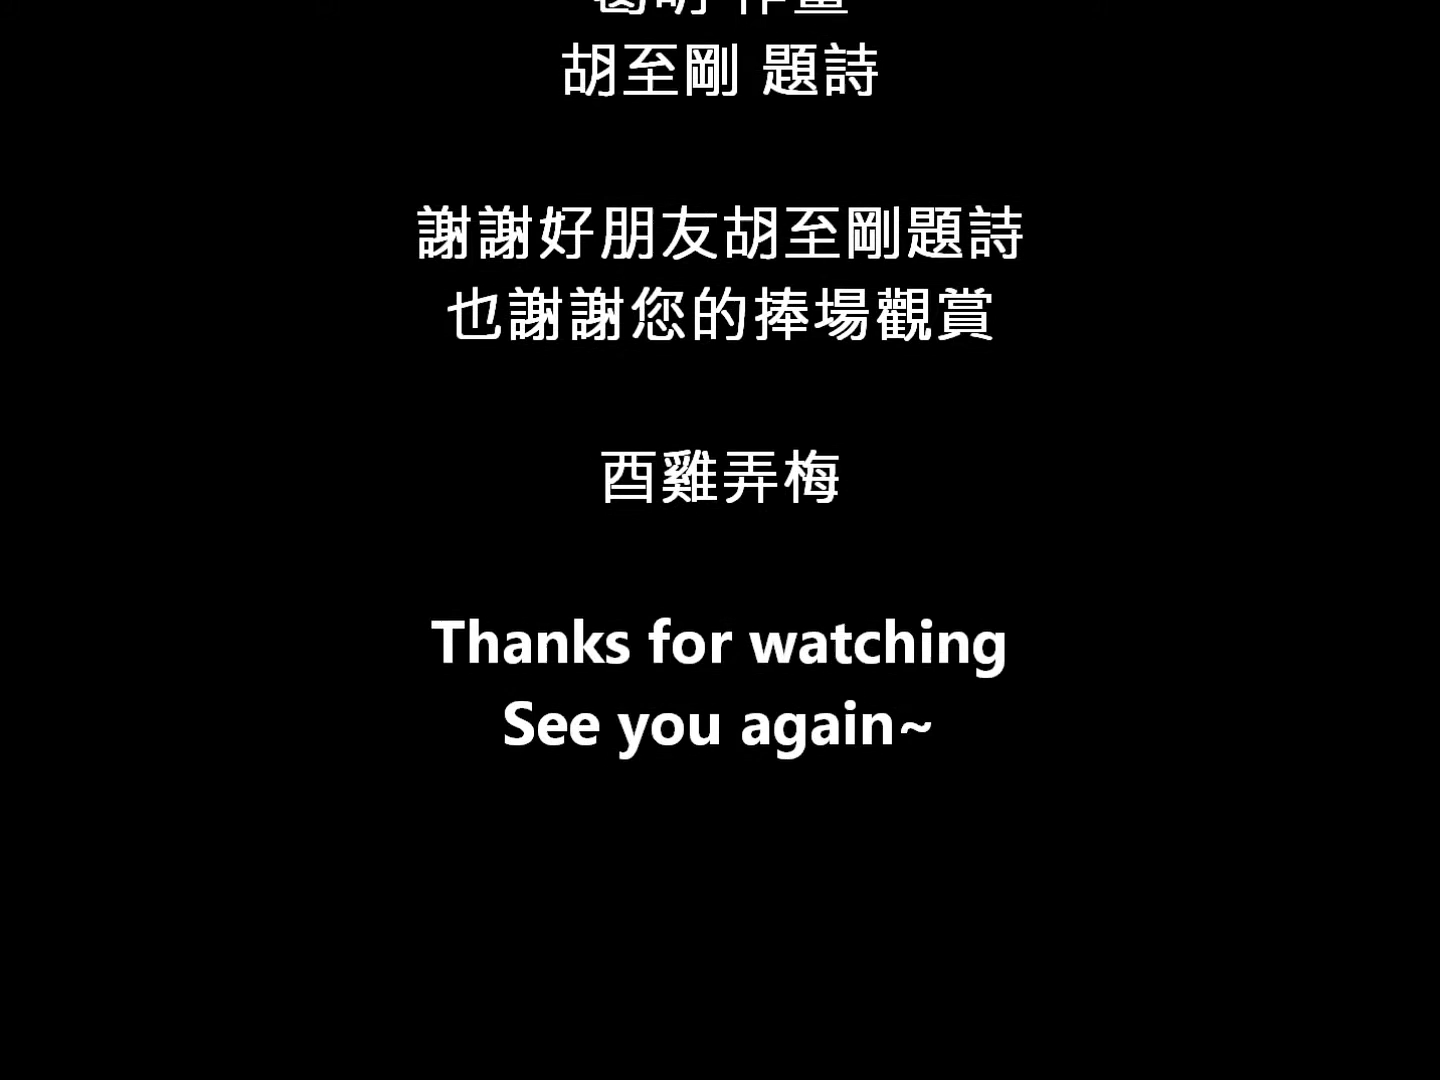 胡至剛 題詩
謝謝好朋友胡至剛題詩
也謝謝您的捧場觀賞
酉雞弄梅
Thanks for watching
See you again~